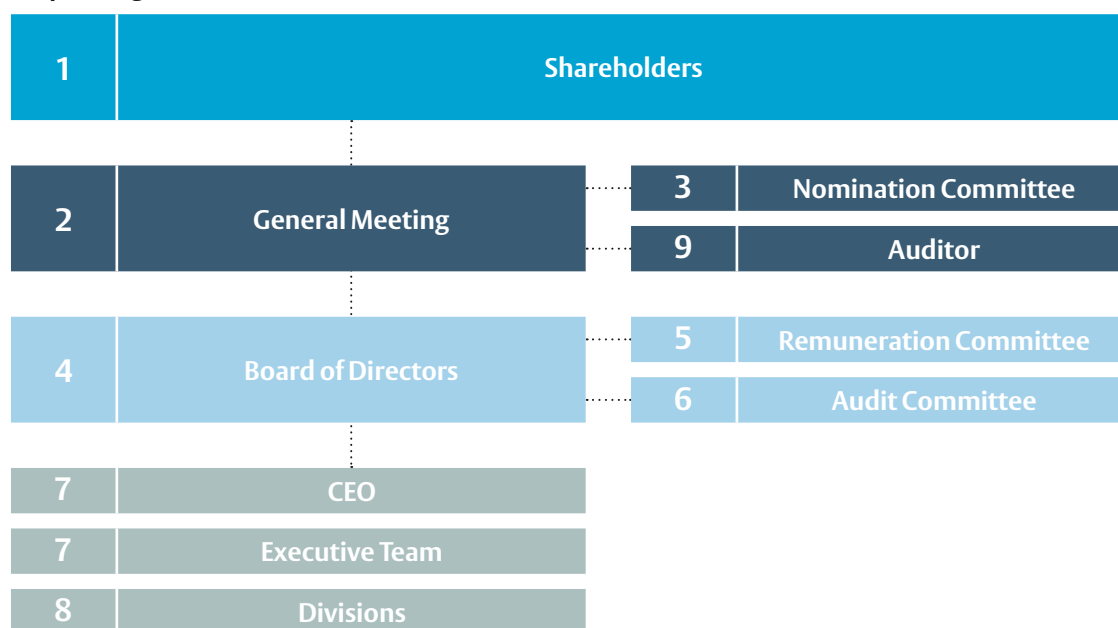 1 Shareholders
2 General Meeting
3 Nomination Committee
9 Auditor
4 Board of Directors
5 Remuneration Committee
6 Audit Committee
7 CEO
7 Executive Team
8 Divisions